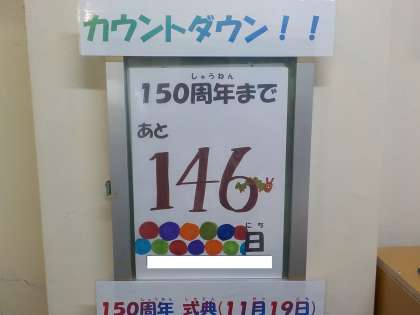 カウントダウン!!
しゅうねん
150周年まで
あと
146
にち
日
150周年 式典(11月19日)